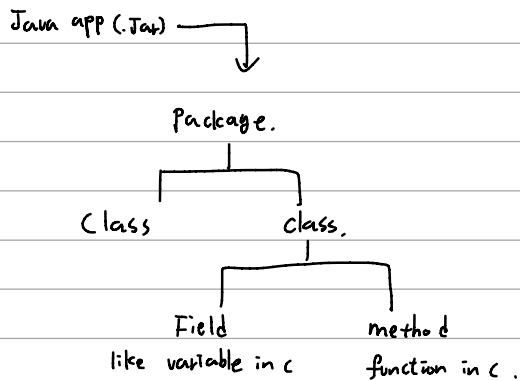 Java app (.Jar)
Package.
Class class.
Field method
like variable in c function in c.